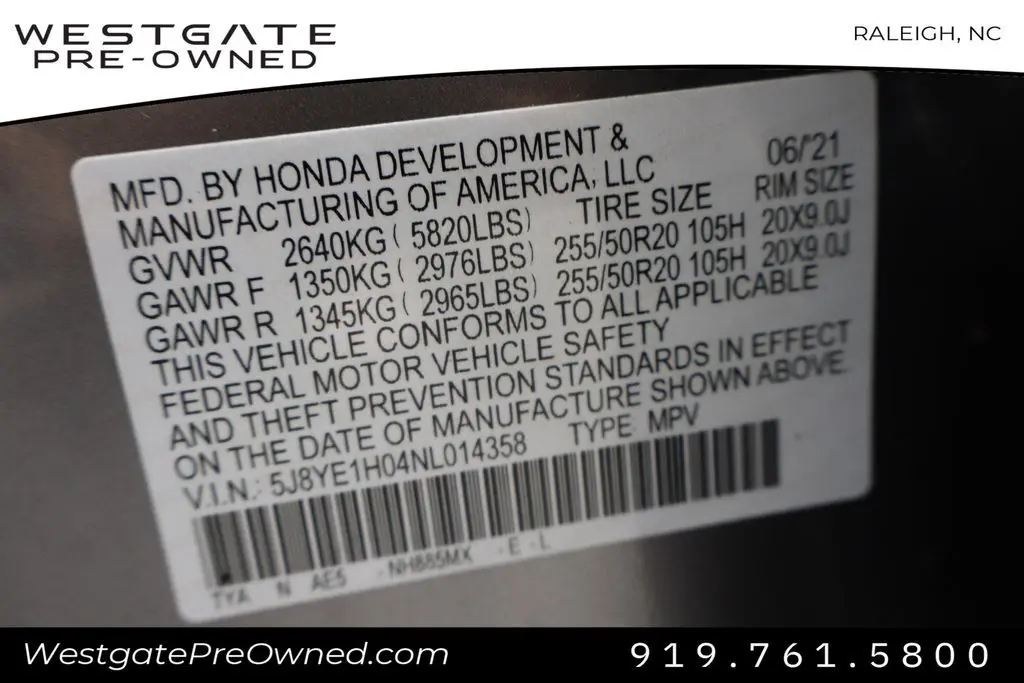 WESTGATE
PRE-OWNED
RALEIGH, NC
MFD. BY HONDA DEVELOPMENT &
MANUFACTURING OF AMERICA, LLC 06/'21
GVWR 2640KG ( 5820LBS) TIRE SIZE RIM SIZE
GAWR F 1350KG ( 2976LBS) 255/50R20 105H 20X9.0J
GAWR R 1345KG ( 2965LBS) 255/50R20 105H 20X9.0J
THIS VEHICLE CONFORMS TO ALL APPLICABLE
FEDERAL MOTOR VEHICLE SAFETY
AND THEFT PREVENTION STANDARDS IN EFFECT
ON THE DATE OF MANUFACTURE SHOWN ABOVE.
V.I.N.: 5J8YE1H04NL014358 TYPE: MPV
TYA N AE5 - NH885MX - E - L
WestgatePreOwned.com
919.761.5800